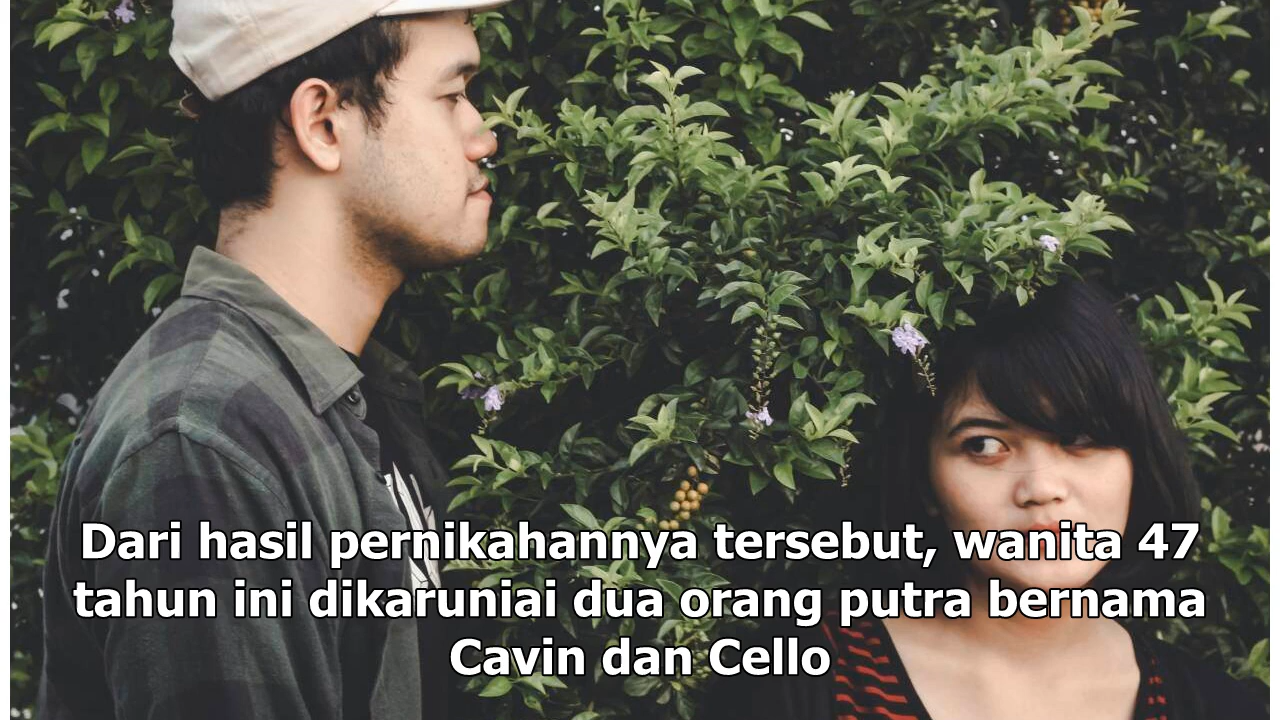 Dari hasil pernikahannya tersebut, wanita 47
tahun ini dikaruniai dua orang putra bernama
Cavin dan Cello